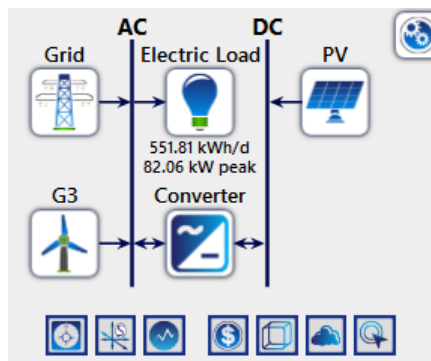 AC DC
Grid Electric Load PV
551.81 kWh/d
82.06 kW peak
G3 Converter